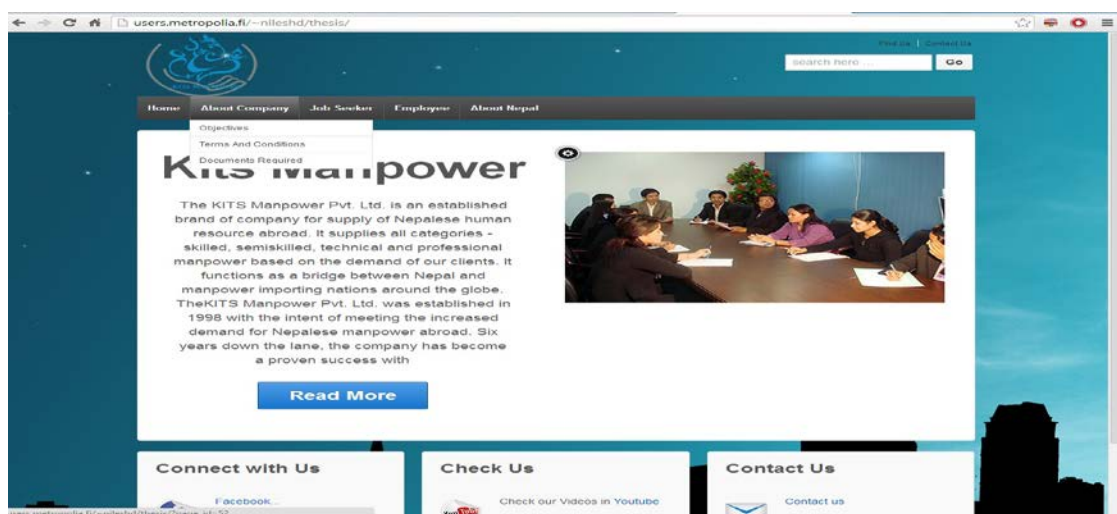 users.metropolia.fi/~nileshd/thesis/
Find Us | Contact Us
search here ...
Go
Home About Company Job Seeker Employee About Nepal
Objectives
Terms And Conditions
Documents Required
Kits Manpower
The KITS Manpower Pvt. Ltd. is an established
brand of company for supply of Nepalese human
resource abroad. It supplies all categories -
skilled, semiskilled, technical and professional
manpower based on the demand of our clients. It
functions as a bridge between Nepal and
manpower importing nations around the globe.
TheKITS Manpower Pvt. Ltd. was established in
1998 with the intent of meeting the increased
demand for Nepalese manpower abroad. Six
years down the lane, the company has become
a proven success with
Read More
Connect with Us
Facebook...
Check Us
Check our Videos in Youtube
Contact Us
Contact us